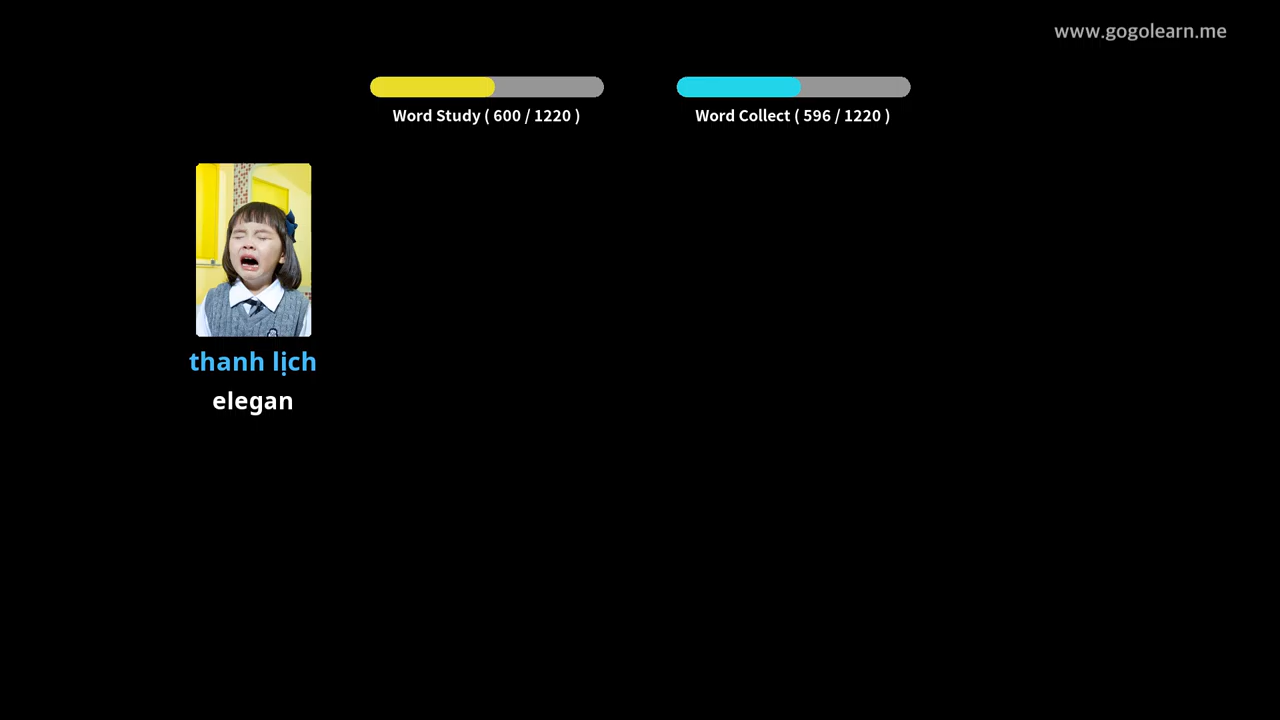 www.gogolearn.me
Word Study ( 600 / 1220 )
Word Collect ( 596 / 1220 )
thanh lịch
elegan